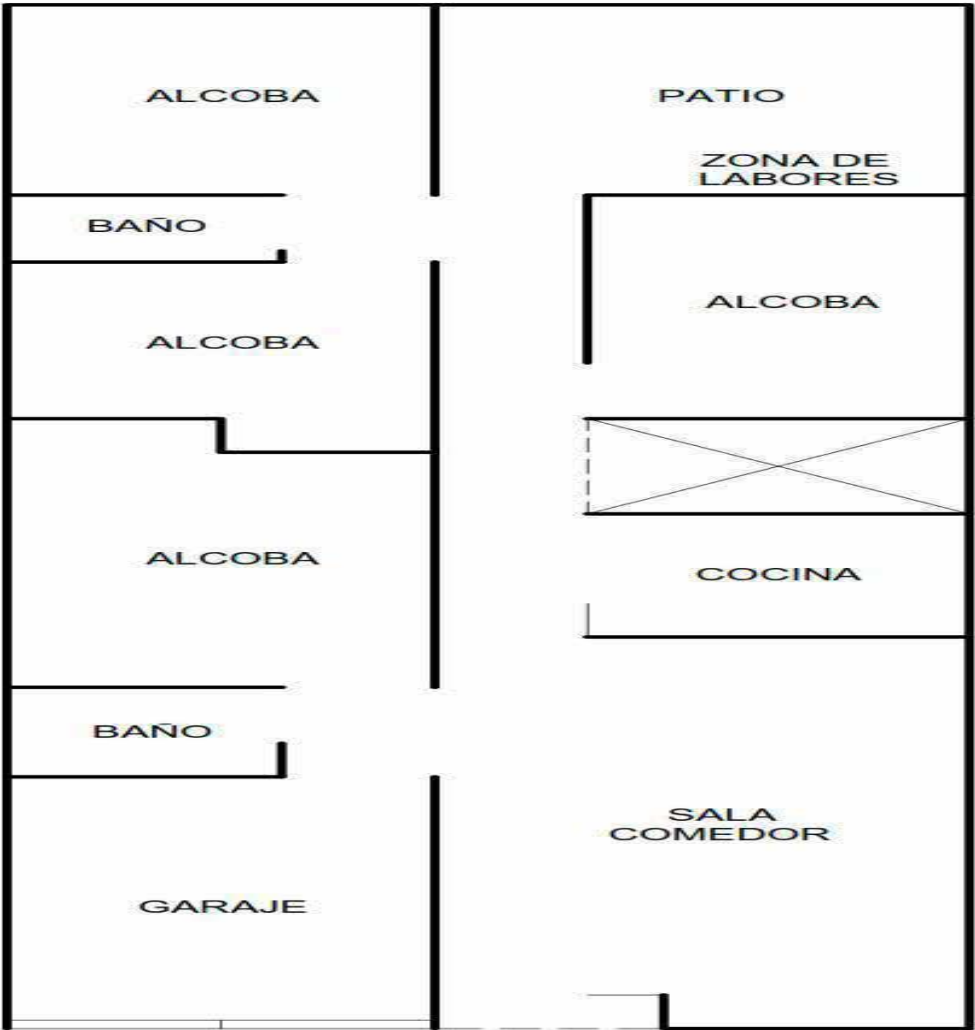 ALCOBA
PATIO
ZONA DE
LABORES
BAÑO
ALCOBA
ALCOBA
ALCOBA
COCINA
BAÑO
SALA
COMEDOR
GARAJE